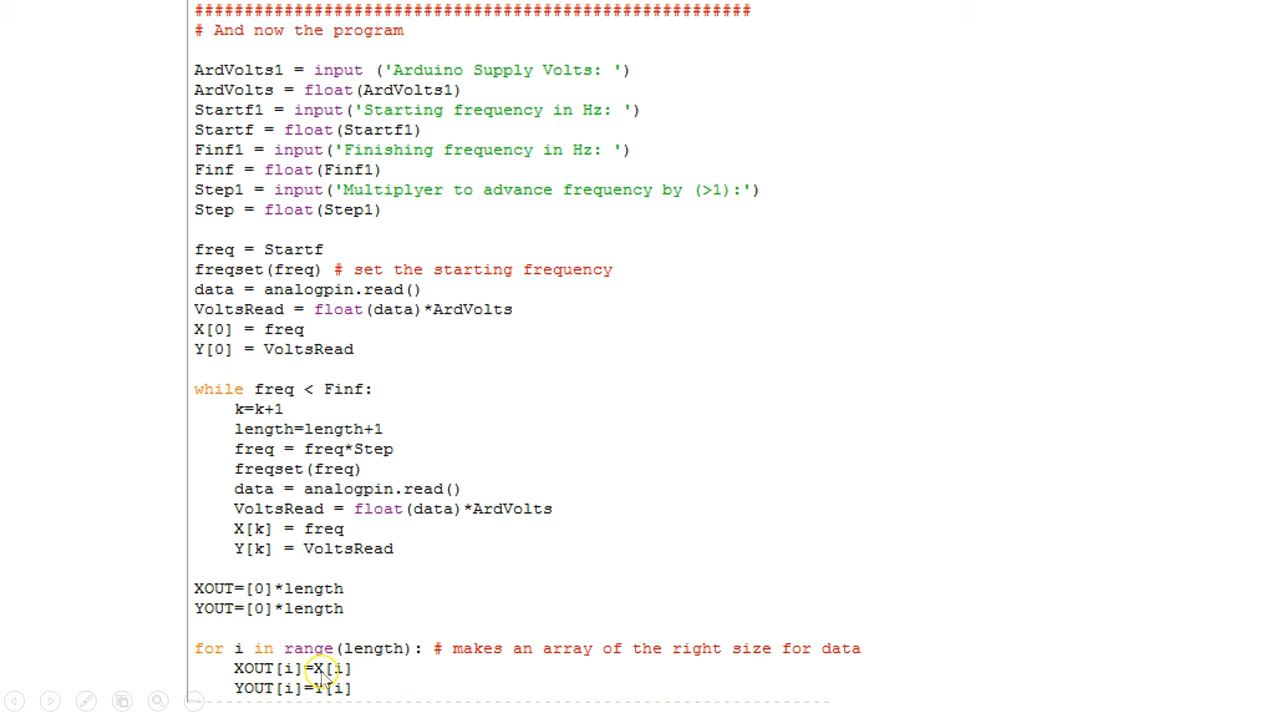 ########################################################
# And now the program
ArdVolts1 = input ('Arduino Supply Volts: ')
ArdVolts = float(ArdVolts1)
Startf1 = input('Starting frequency in Hz: ')
Startf = float(Startf1)
Finf1 = input('Finishing frequency in Hz: ')
Finf = float(Finf1)
Step1 = input('Multiplyer to advance frequency by (>1):')
Step = float(Step1)
freq = Startf
freqset(freq) # set the starting frequency
data = analogpin.read()
VoltsRead = float(data)*ArdVolts
X[0] = freq
Y[0] = VoltsRead
while freq < Finf:
k=k+1
length=length+1
freq = freq*Step
freqset(freq)
data = analogpin.read()
VoltsRead = float(data)*ArdVolts
X[k] = freq
Y[k] = VoltsRead
XOUT=[0]*length
YOUT=[0]*length
for i in range(length): # makes an array of the right size for data
XOUT[i]=X[i]
YOUT[i]=Y[i]